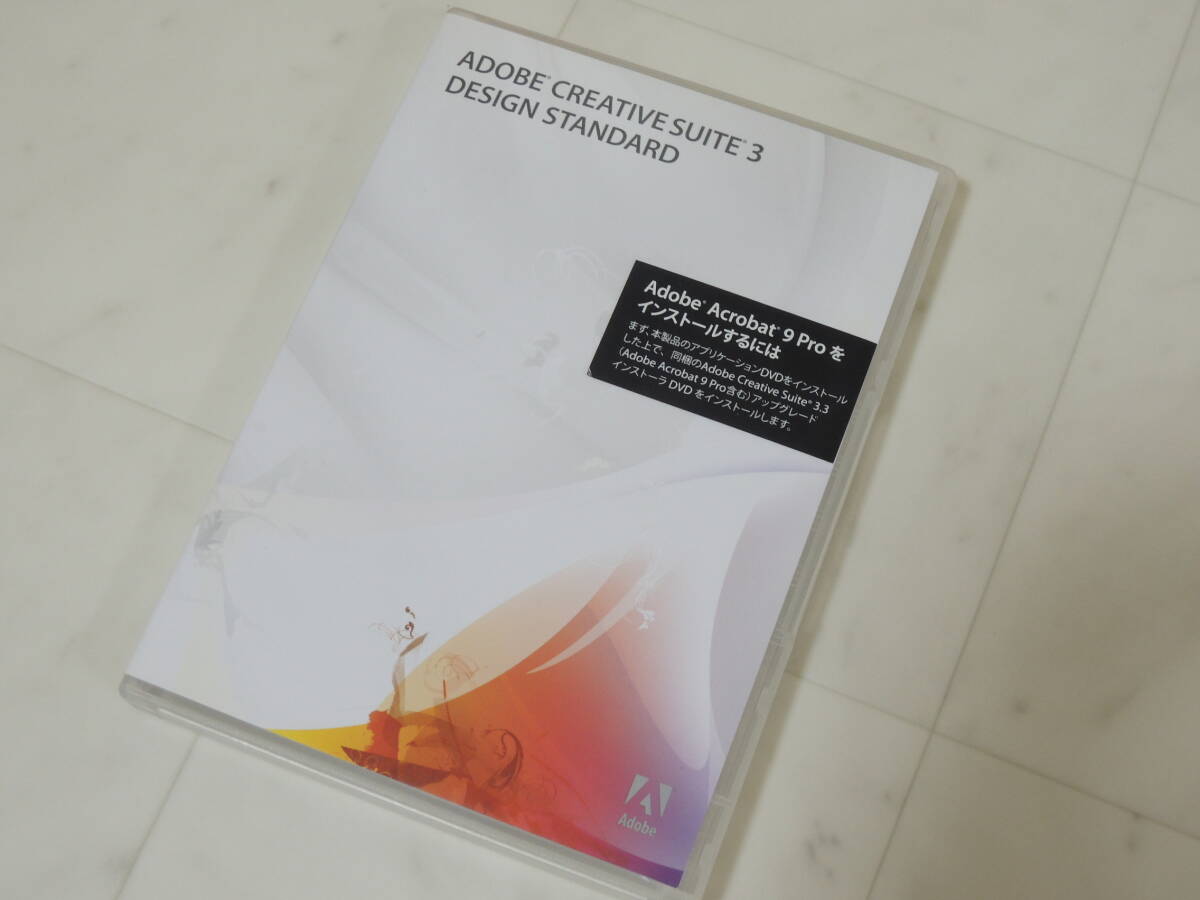 ADOBE® CREATIVE SUITE® 3
DESIGN STANDARD
Adobe® Acrobat® 9 Pro を
インストールするには
まず、本製品のアプリケーションDVDをインストール
した上で、同梱のAdobe Creative Suite® 3.3
(Adobe Acrobat 9 Pro含む)アップグレード
インストーラ DVD をインストールします。
Adobe